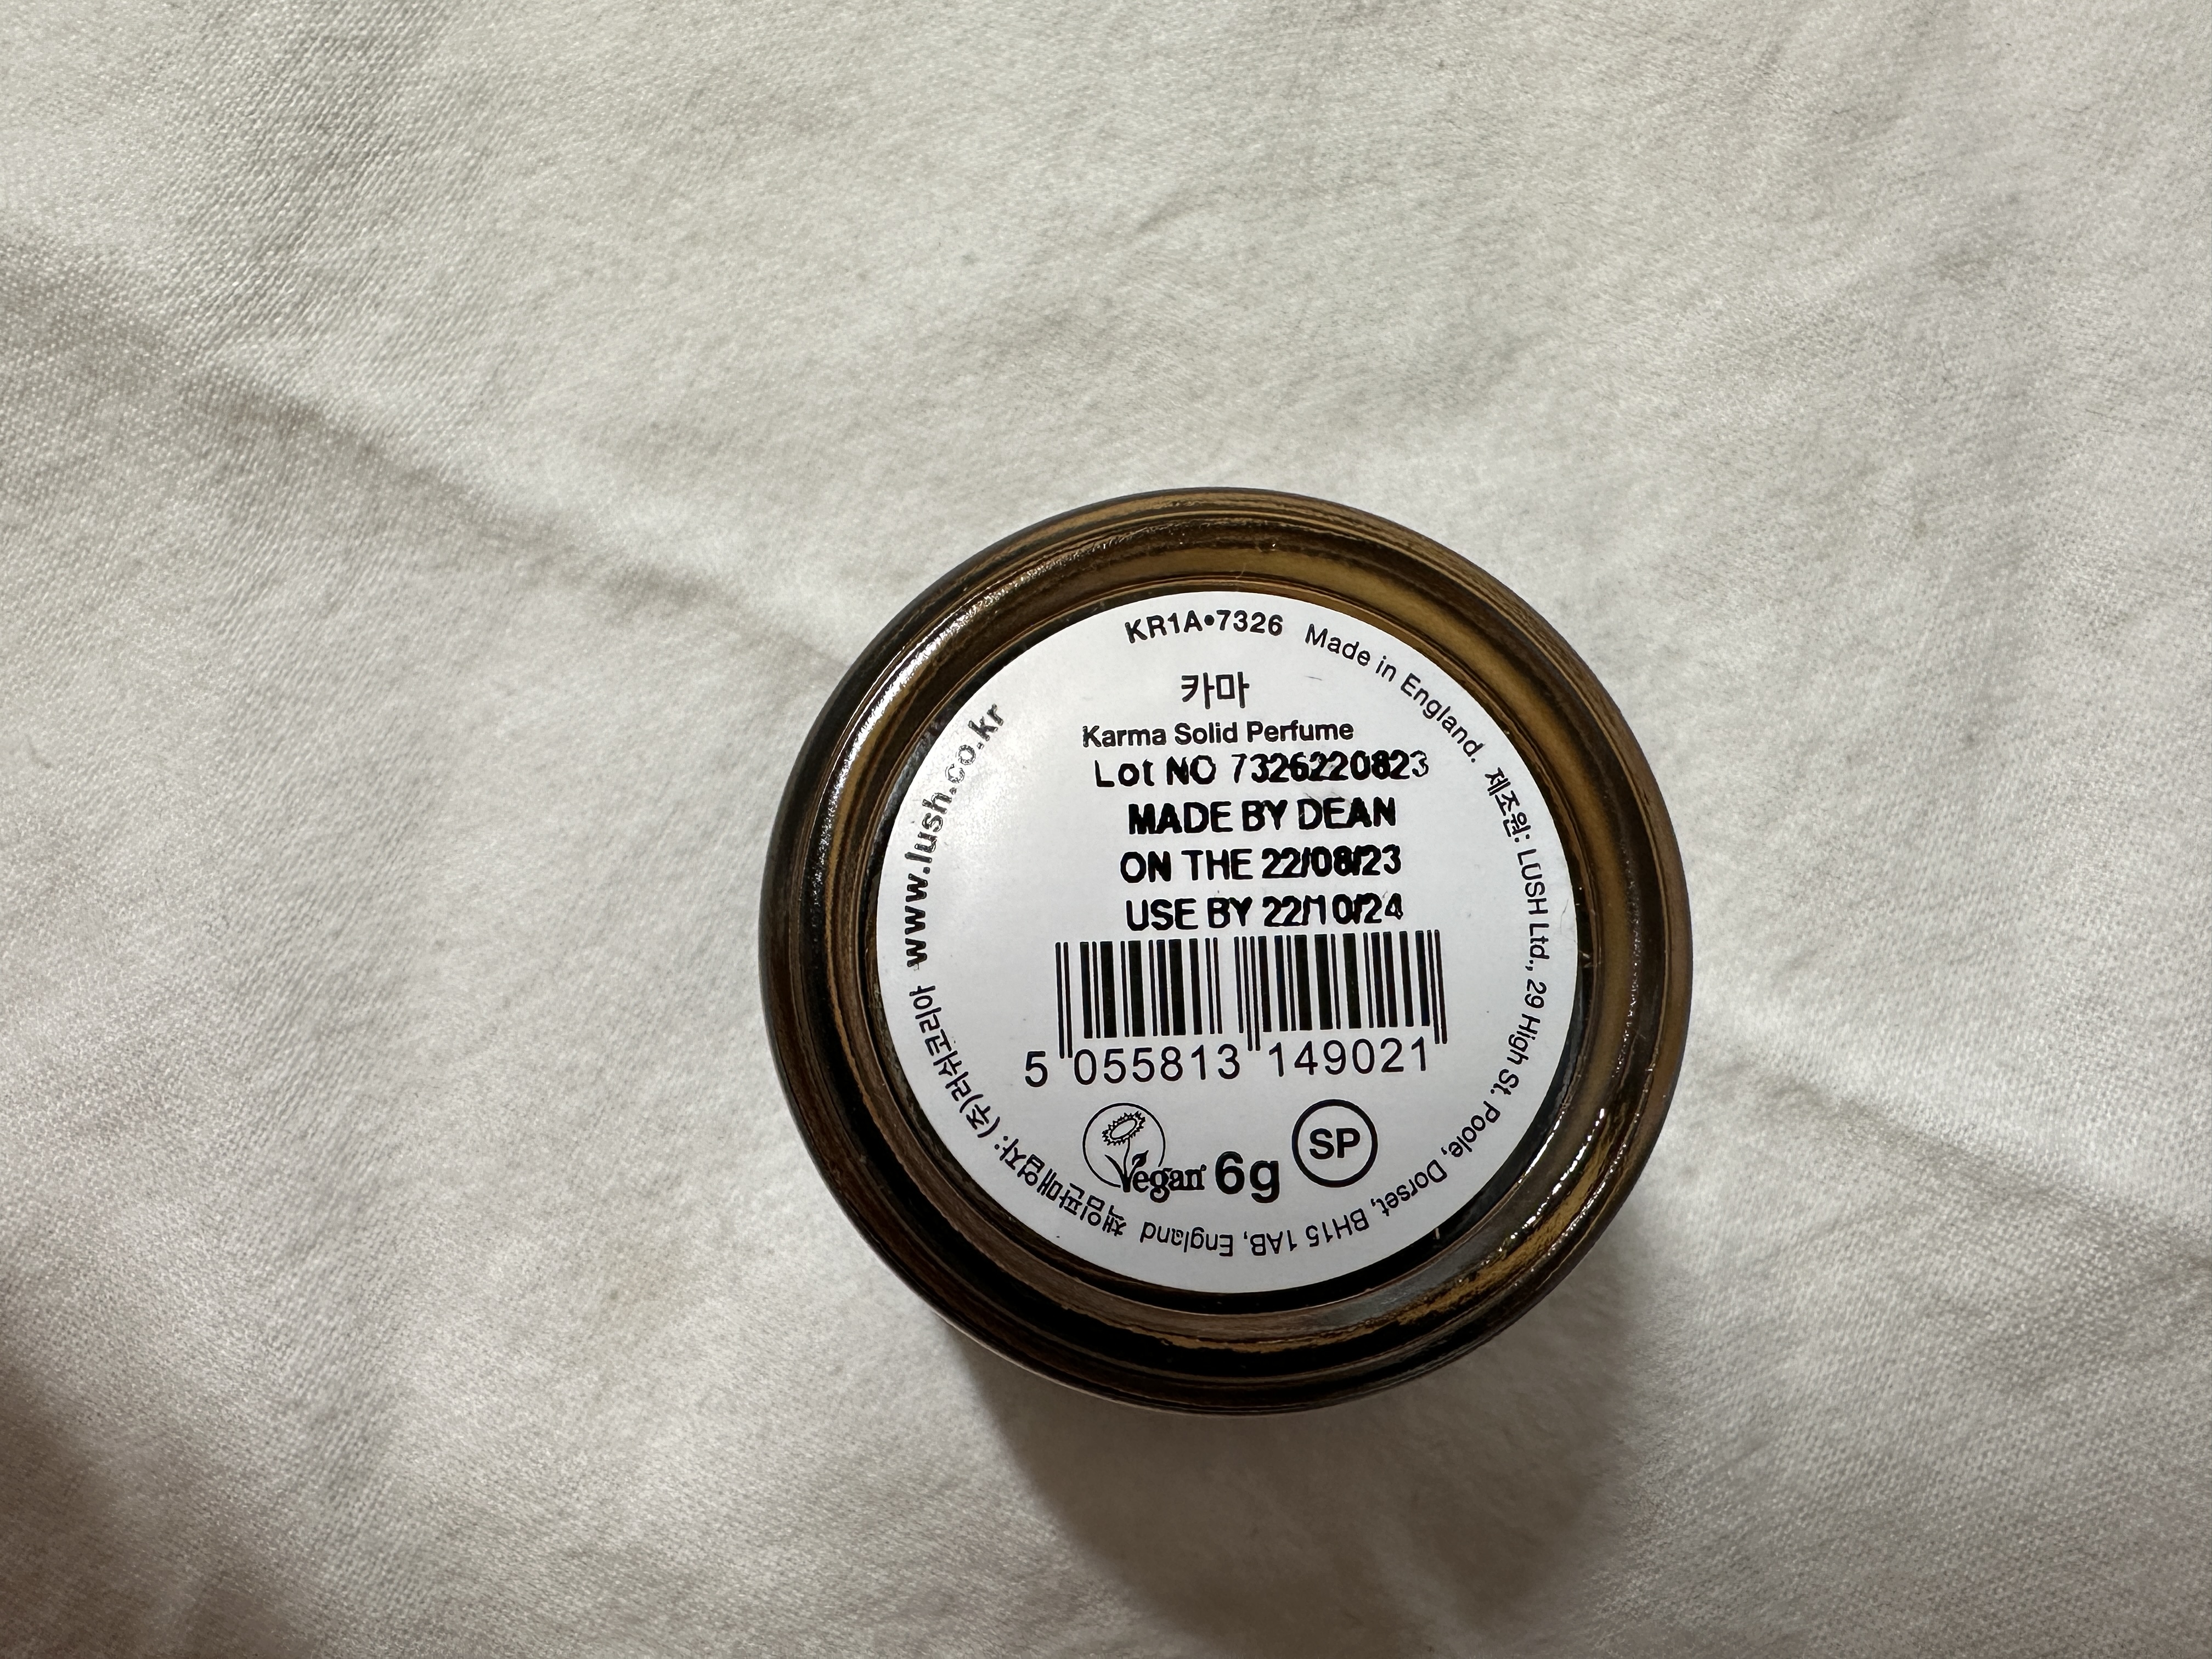 KR1A•7326 Made in England. 제조원: LUSH Ltd., 29 High St. Poole, Dorset, BH15 1AB, England 책임판매업자: (주)러쉬코리아 www.lush.co.kr
카마
Karma Solid Perfume
Lot NO 7326220823
MADE BY DEAN
ON THE 22/08/23
USE BY 22/10/24
5 055813 149021
Vegan 6g SP